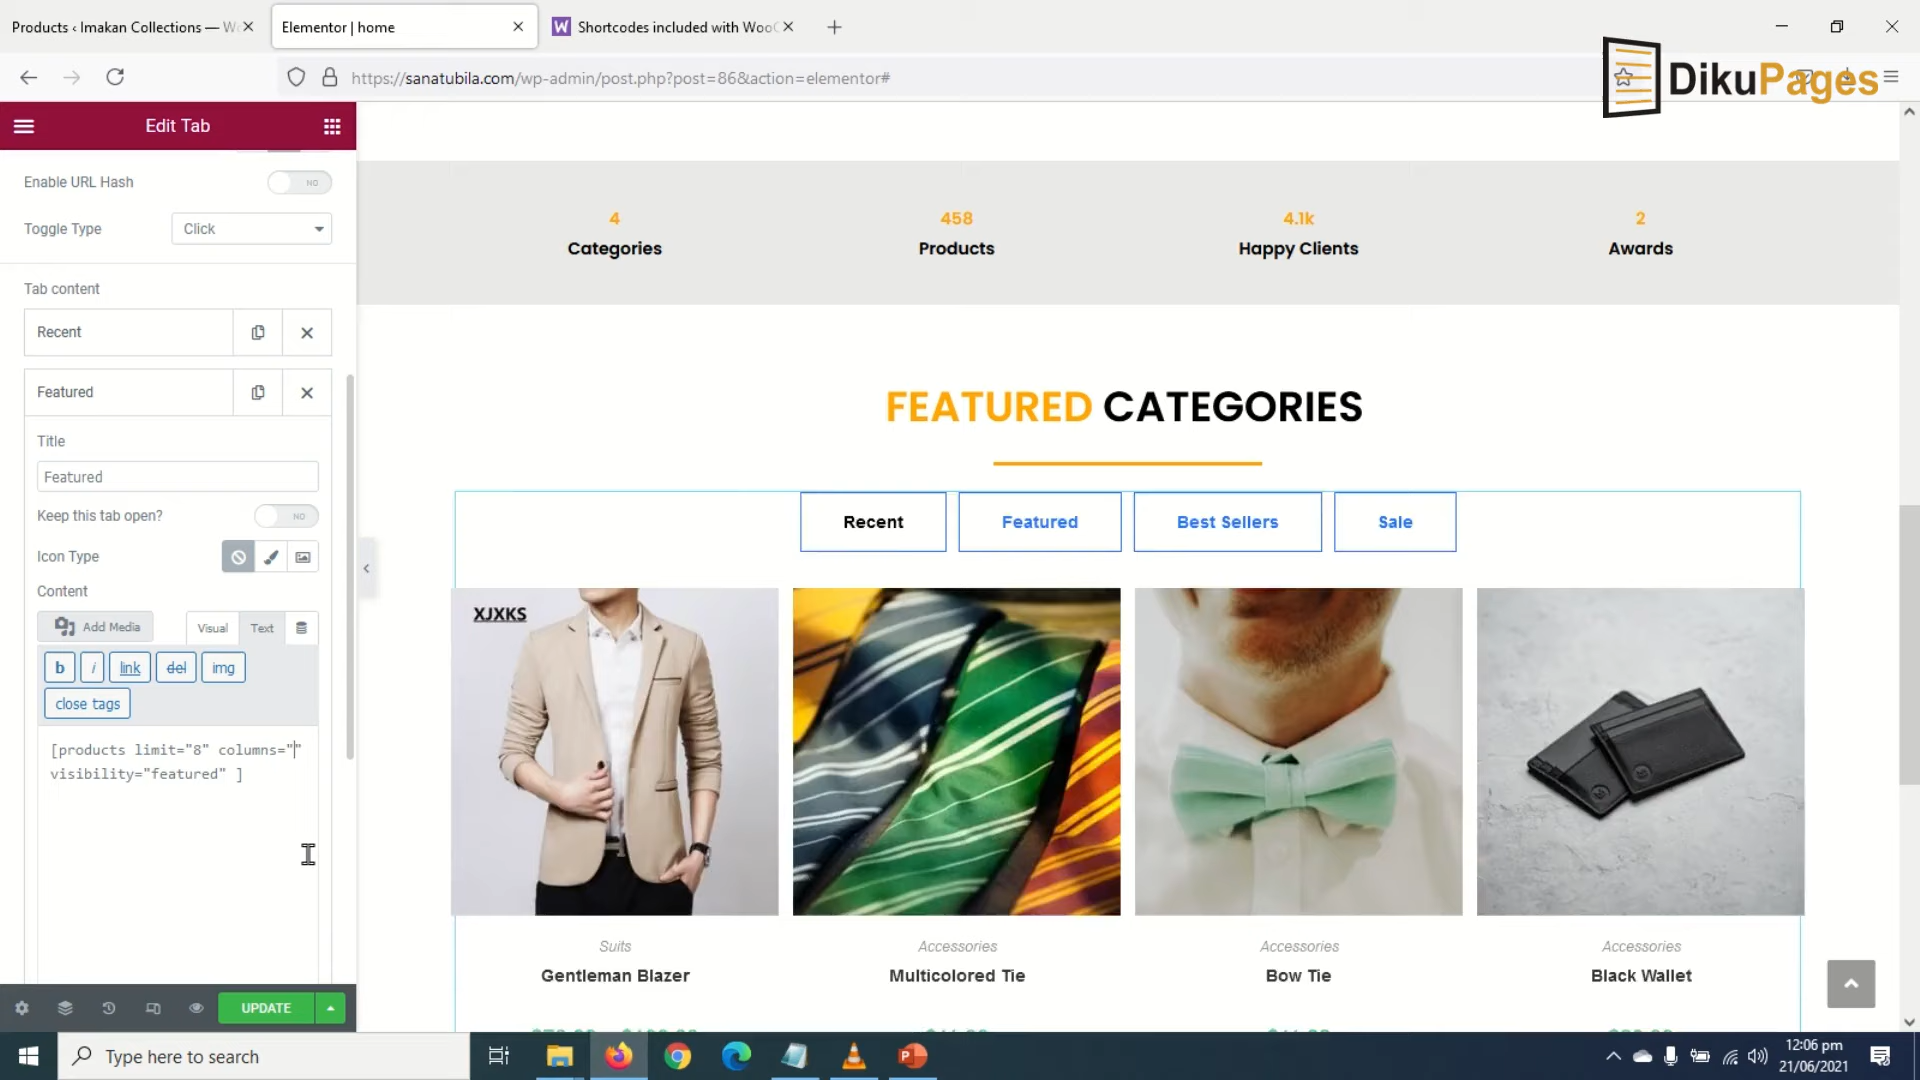 Products ‹ Imakan Collections — W
Elementor | home
Shortcodes included with WooC
https://sanatubila.com/wp-admin/post.php?post=86&action=elementor#
DikuPages
Edit Tab
Enable URL Hash
NO
Toggle Type
Click
Tab content
Recent
Featured
Title
Featured
Keep this tab open?
NO
Icon Type
Content
Add Media
Visual
Text
b
i
link
del
img
close tags
[products limit="8" columns=""
visibility="featured" ]
UPDATE
4
Categories
458
Products
4.1k
Happy Clients
2
Awards
FEATURED CATEGORIES
Recent
Featured
Best Sellers
Sale
XJXKS
Suits
Gentleman Blazer
Accessories
Multicolored Tie
Accessories
Bow Tie
Accessories
Black Wallet
Type here to search
12:06 pm
21/06/2021